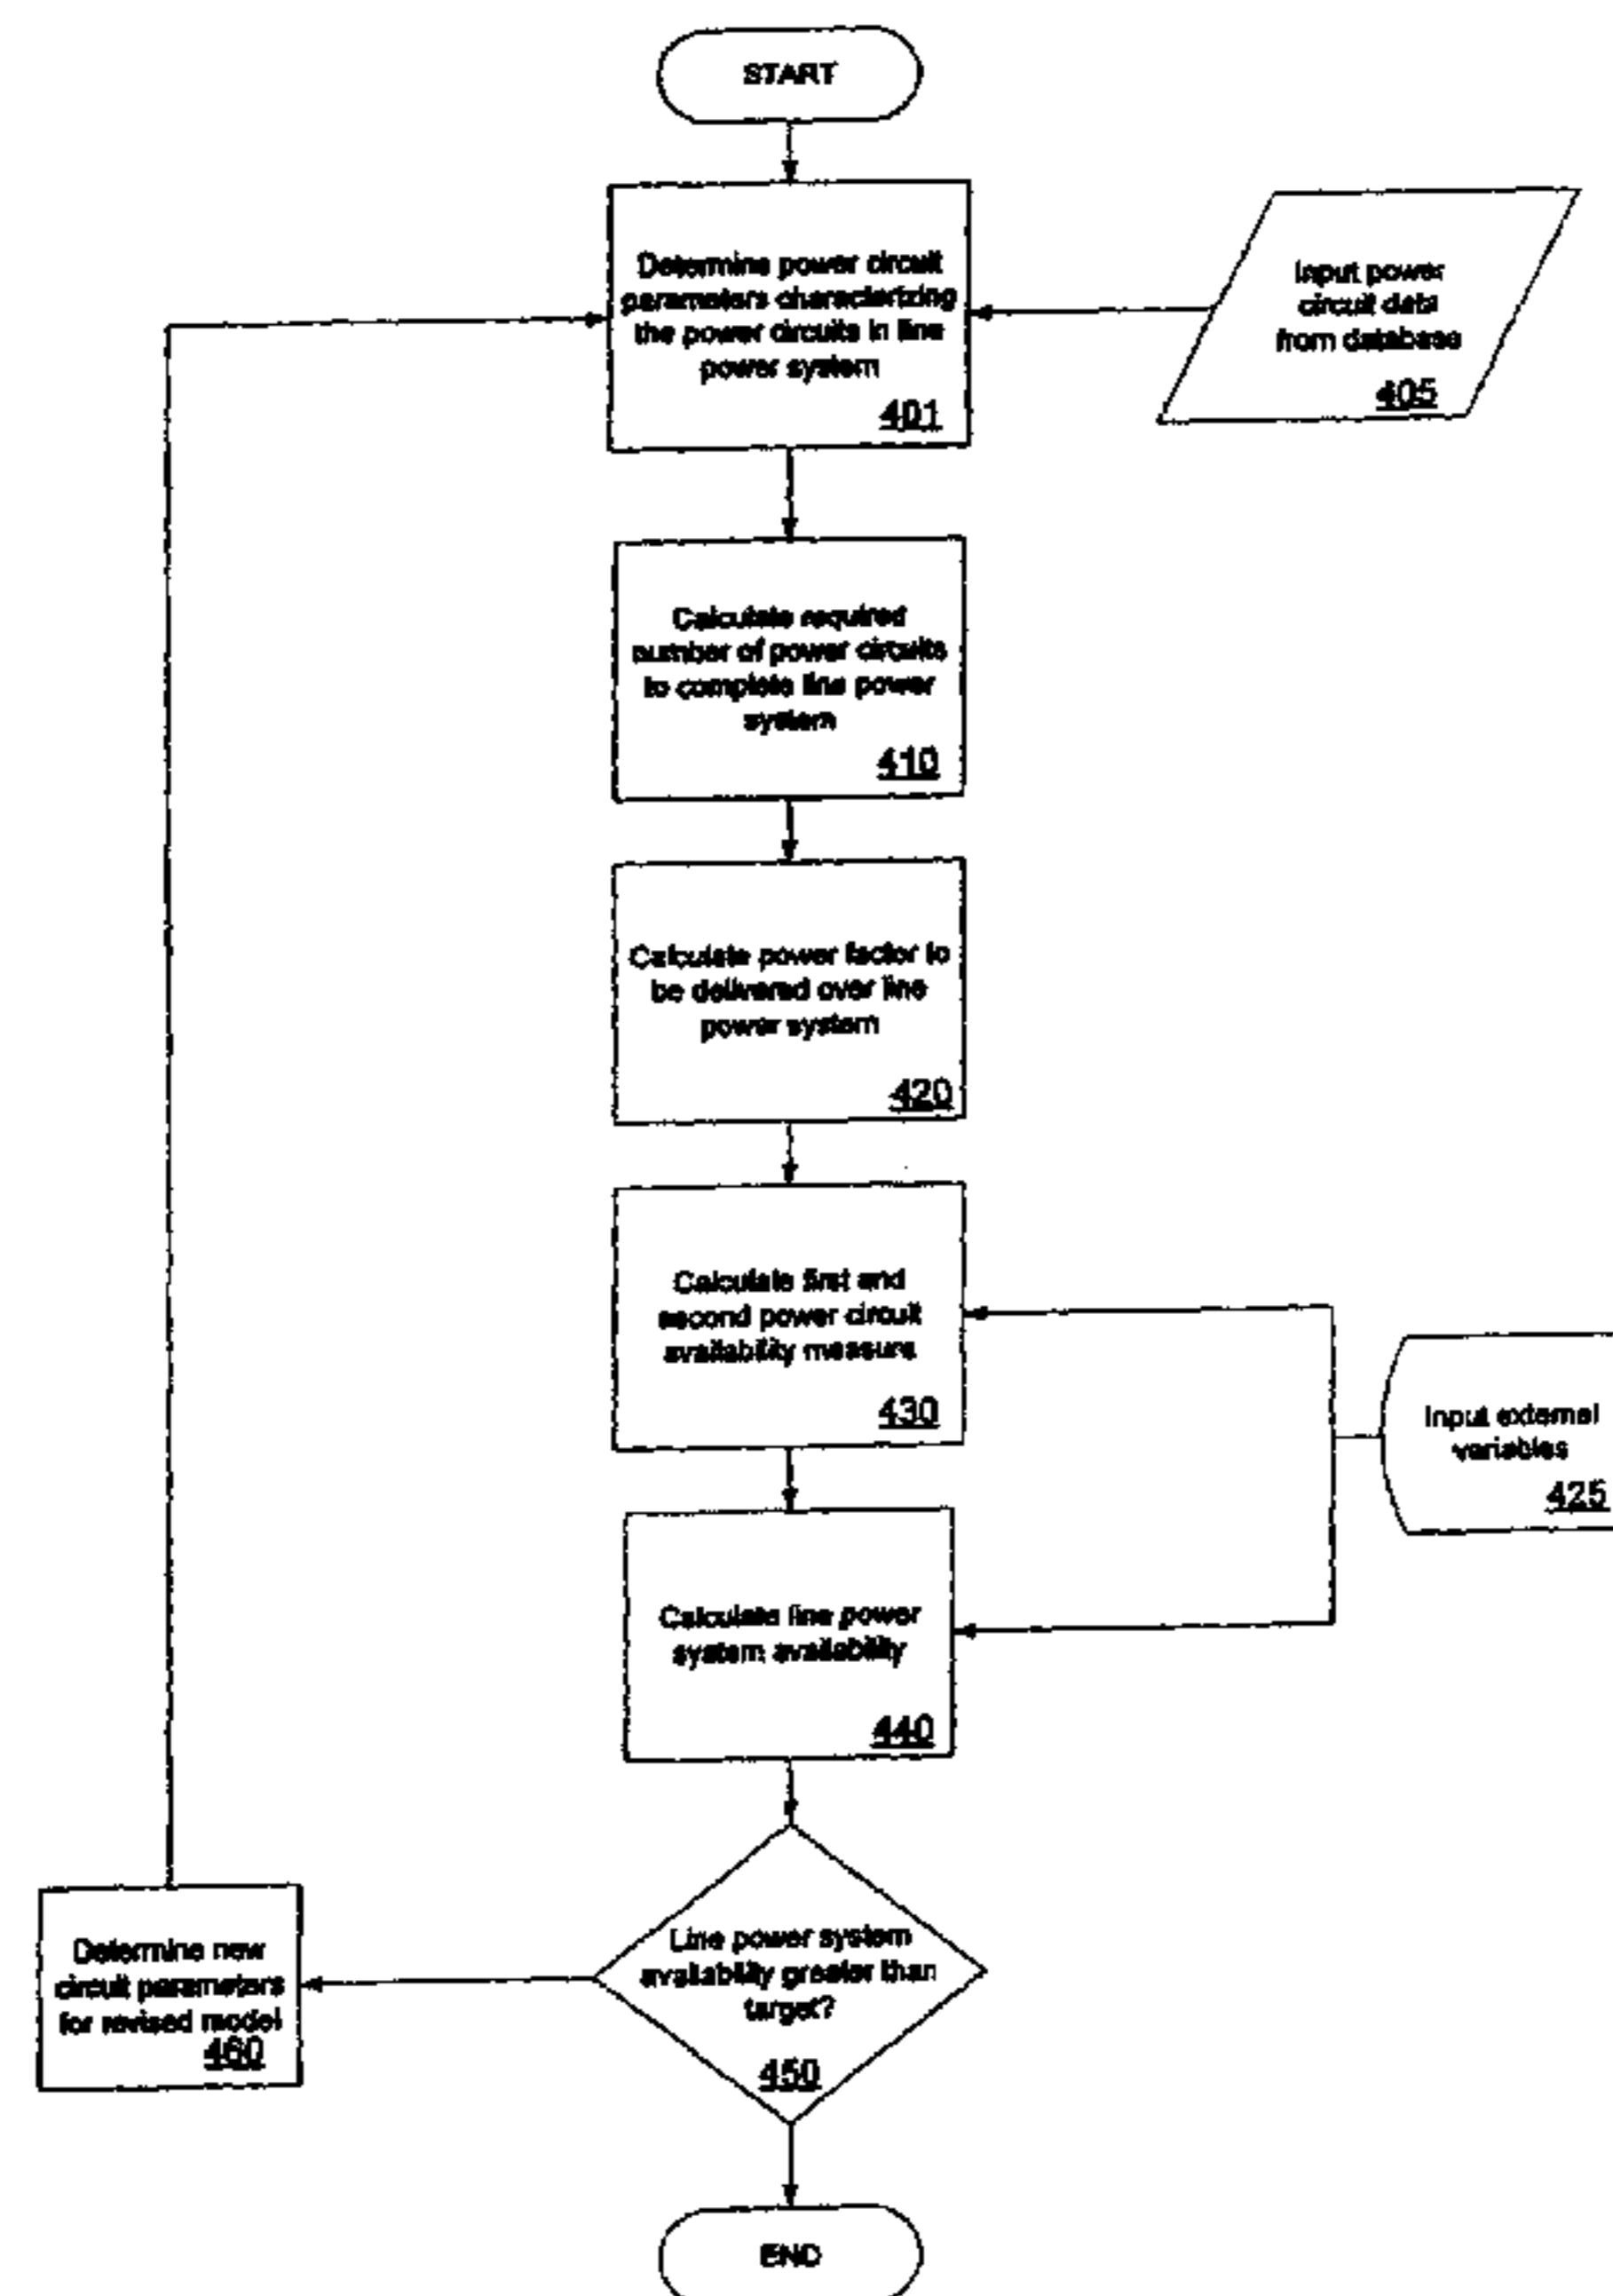 START
Determine power circuit
parameters characterizing
the power circuits in line
power system
401
Input power
circuit data
from database
405
Calculate required
number of power circuits
to complete line power
system
410
Calculate power factor to
be delivered over line
power system
420
Calculate first and
second power circuit
availability measure
430
Input external
variables
425
Calculate line power
system availability
440
Line power system
availability greater than
target?
450
Determine new
circuit parameters
for revised model
460
END